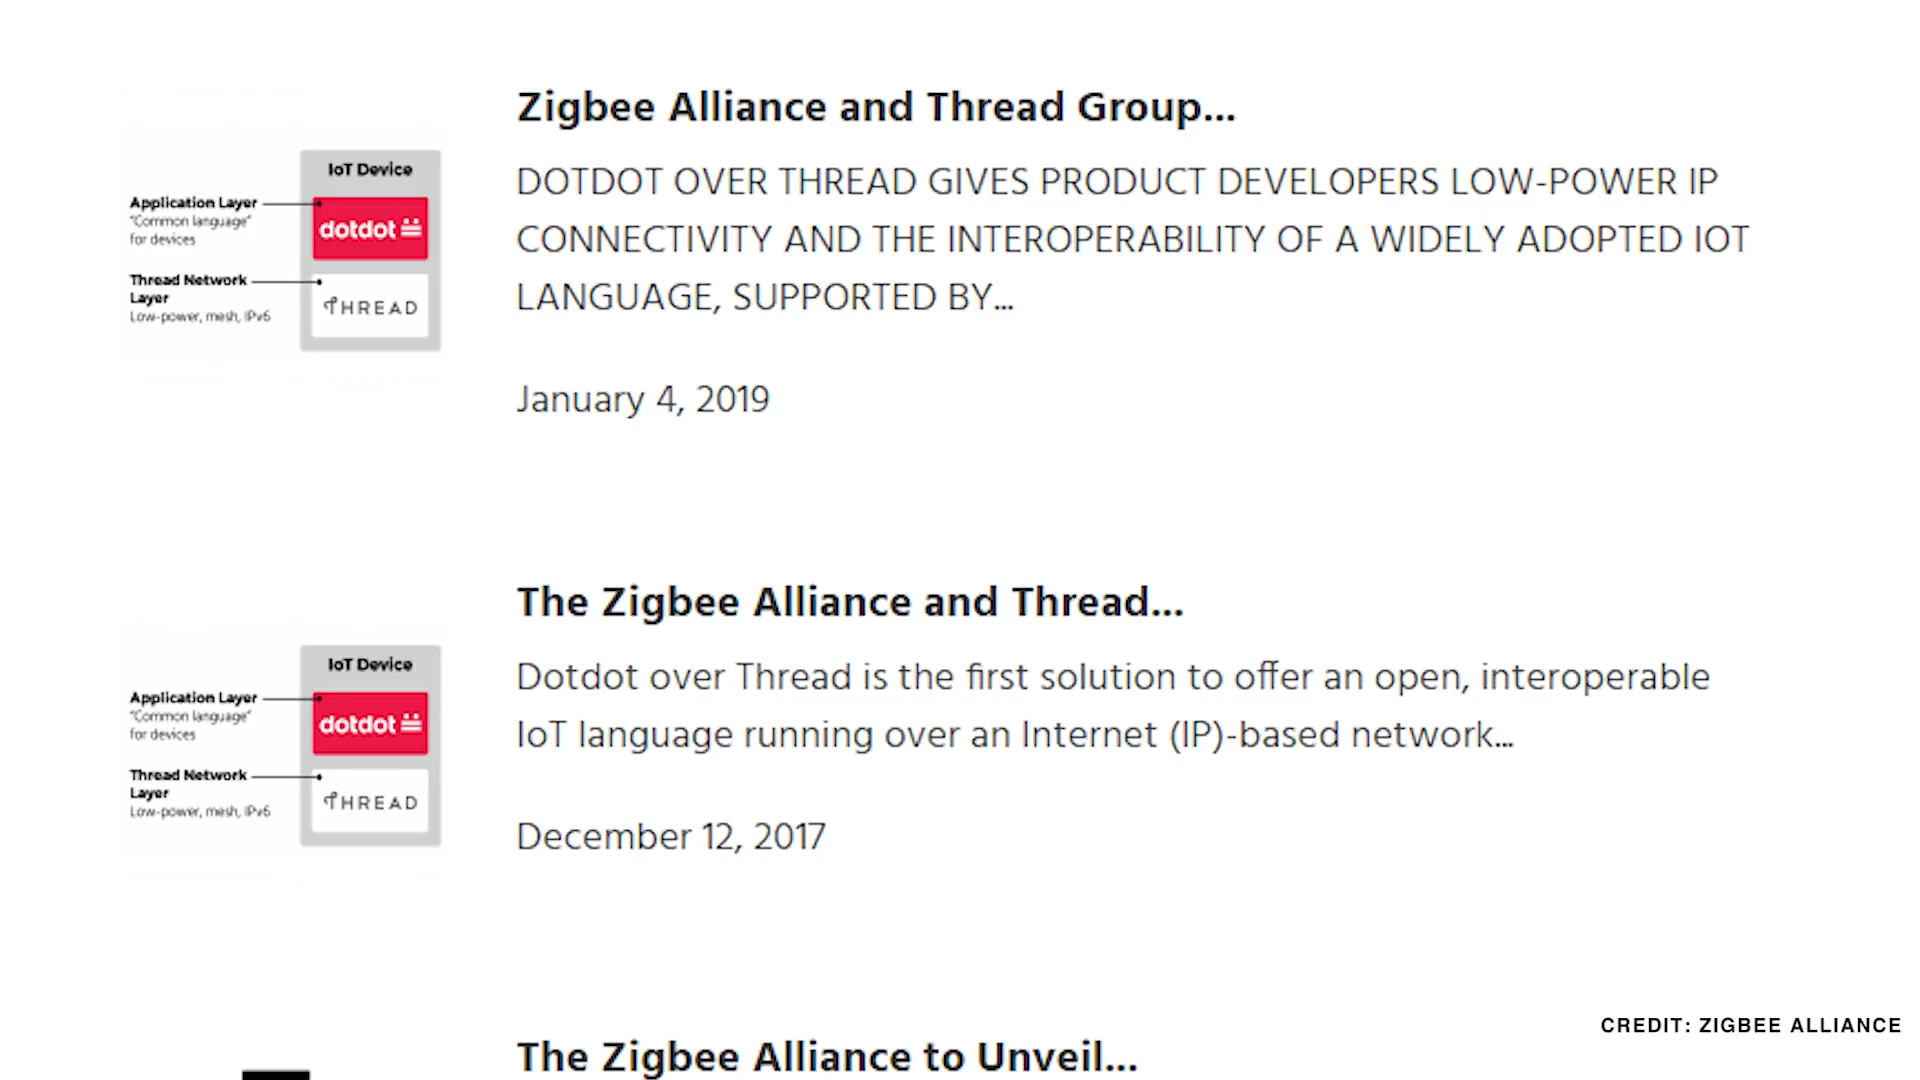 Zigbee Alliance and Thread Group...
IoT Device
Application Layer
"Common language"
for devices
dotdot
Thread Network
Layer
Low-power, mesh, IPv6
THREAD
DOTDOT OVER THREAD GIVES PRODUCT DEVELOPERS LOW-POWER IP
CONNECTIVITY AND THE INTEROPERABILITY OF A WIDELY ADOPTED IOT
LANGUAGE, SUPPORTED BY...
January 4, 2019
The Zigbee Alliance and Thread...
IoT Device
Application Layer
"Common language"
for devices
dotdot
Thread Network
Layer
Low-power, mesh, IPv6
THREAD
Dotdot over Thread is the first solution to offer an open, interoperable
IoT language running over an Internet (IP)-based network...
December 12, 2017
The Zigbee Alliance to Unveil...
CREDIT: ZIGBEE ALLIANCE